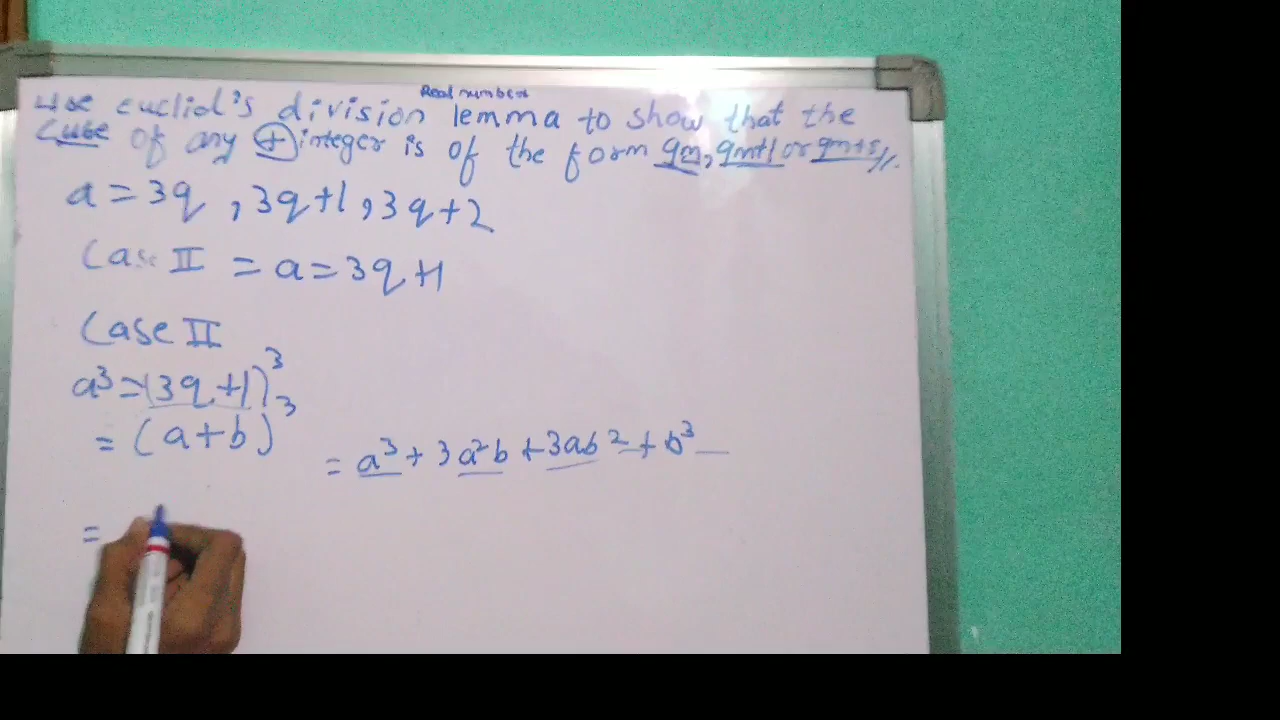 Real numbers
Use euclid's division lemma to show that the
cube of any (+) integer is of the form 9m, 9m+1 or 9m+8//.
a = 3q , 3q+1 , 3q+2
Case II = a = 3q+1
Case II
a³ = (3q+1)³
= (a+b)³
= a³ + 3a²b + 3ab² + b³
=